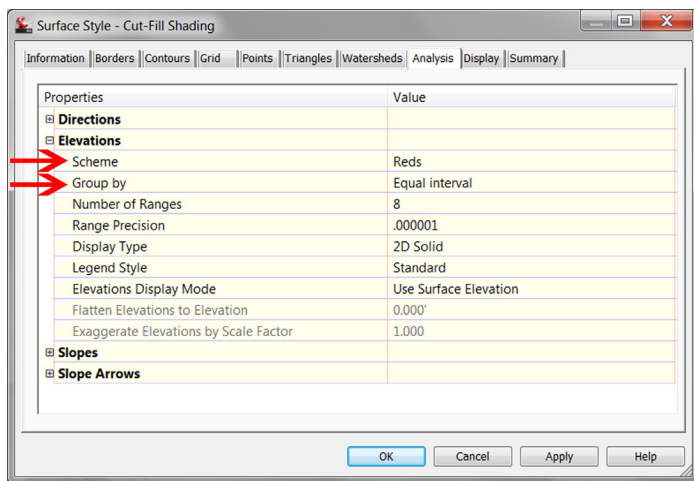 Surface Style - Cut-Fill Shading
Information Borders Contours Grid Points Triangles Watersheds Analysis Display Summary
Properties Value
Directions
Elevations
Scheme Reds
Group by Equal interval
Number of Ranges 8
Range Precision .000001
Display Type 2D Solid
Legend Style Standard
Elevations Display Mode Use Surface Elevation
Flatten Elevations to Elevation 0.000'
Exaggerate Elevations by Scale Factor 1.000
Slopes
Slope Arrows
OK Cancel Apply Help